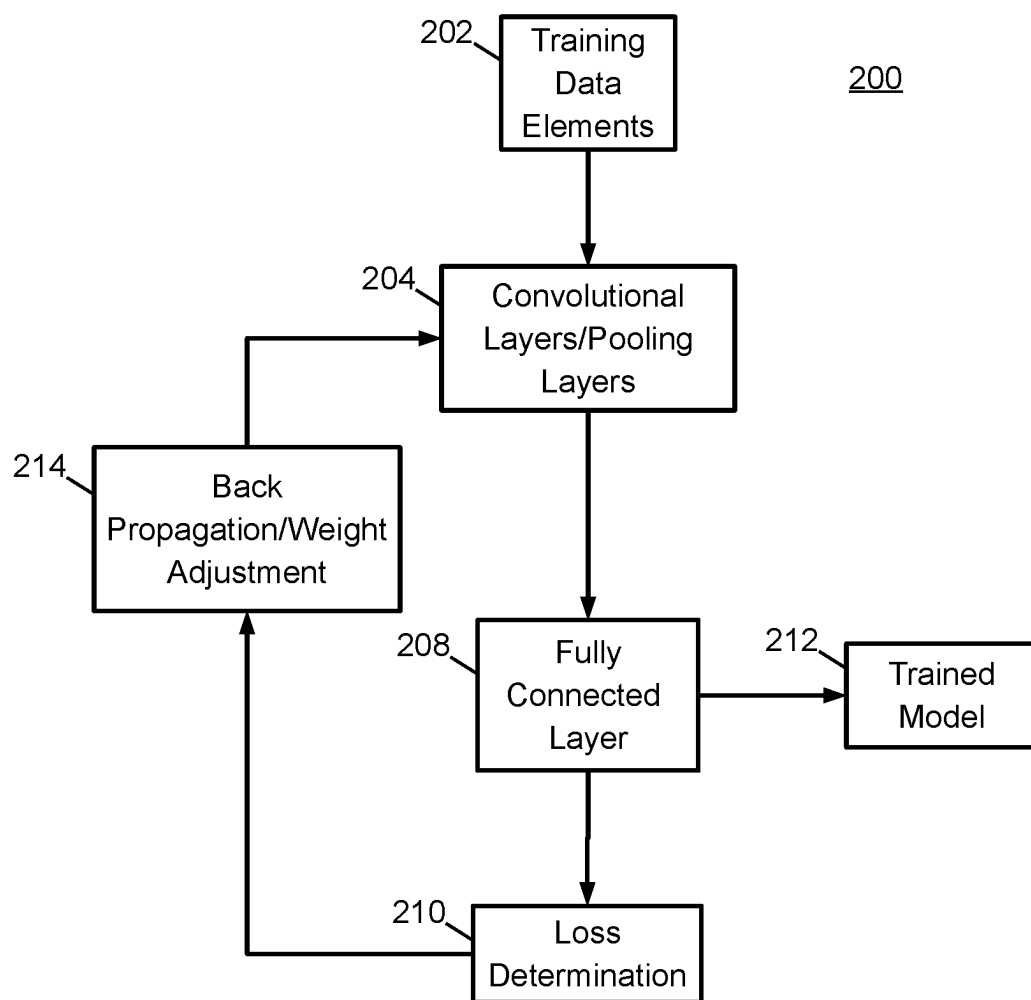 202
Training
Data
Elements
200
204
Convolutional
Layers/Pooling
Layers
214
Back
Propagation/Weight
Adjustment
208
Fully
Connected
Layer
212
Trained
Model
210
Loss
Determination